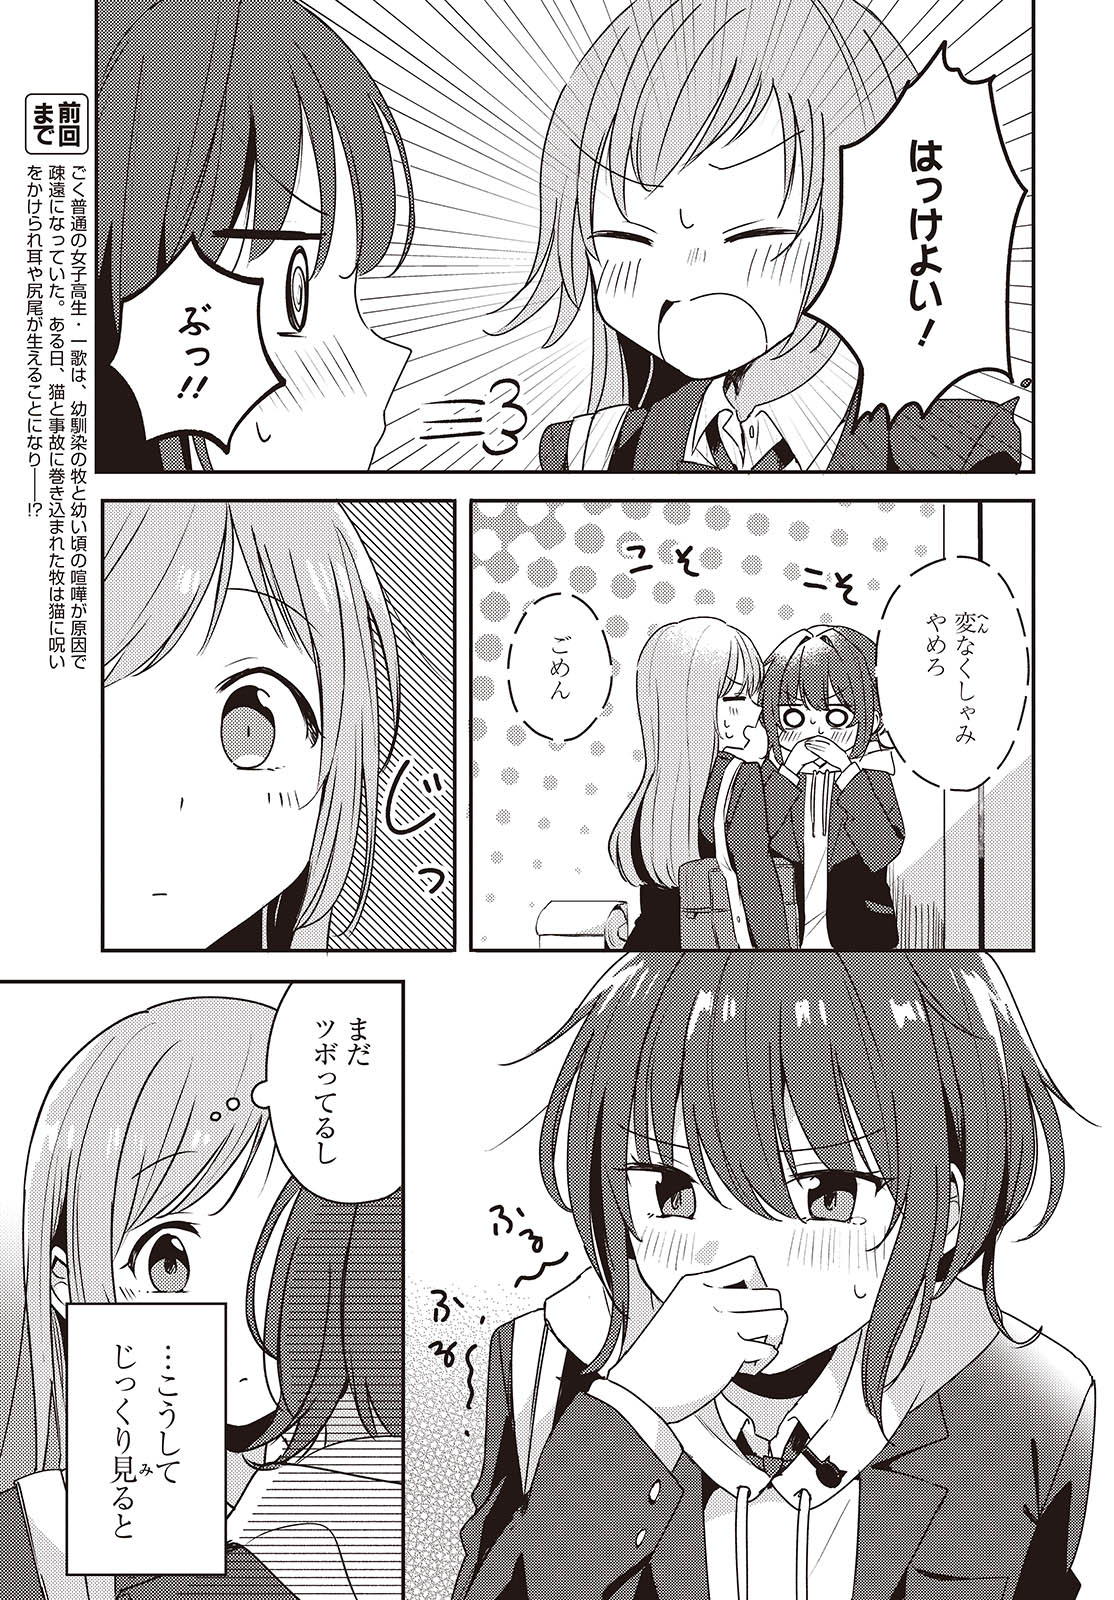 前回
まで
ごく普通の女子高生・一歌は、幼馴染の牧と幼い頃の喧嘩が原因で
疎遠になっていた。ある日、猫と事故に巻き込まれた牧は猫に呪い
をかけられ耳や尻尾が生えることになり――!?
はっけよい!
ぶっ!!
変なくしゃみ
へん
やめろ
こそ
こそ
ごめん
じっ
ふる
ふる
まだ
ツボってるし
…こうして
じっくり見ると
み